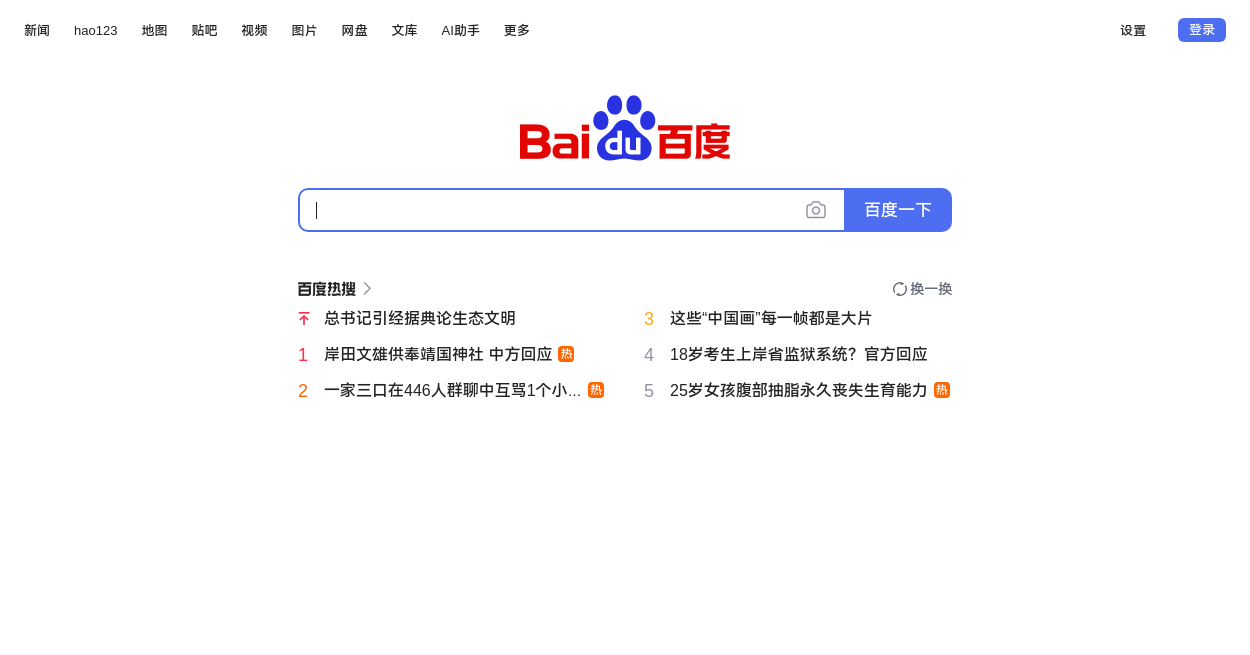 新闻 hao123 地图 贴吧 视频 图片 网盘 文库 AI助手 更多 设置 登录
Bai du 百度
百度一下
百度热搜 换一换
总书记引经据典论生态文明
1 岸田文雄供奉靖国神社 中方回应 热
2 一家三口在446人群聊中互骂1个小... 热
3 这些“中国画”每一帧都是大片
4 18岁考生上岸省监狱系统？官方回应
5 25岁女孩腹部抽脂永久丧失生育能力 热